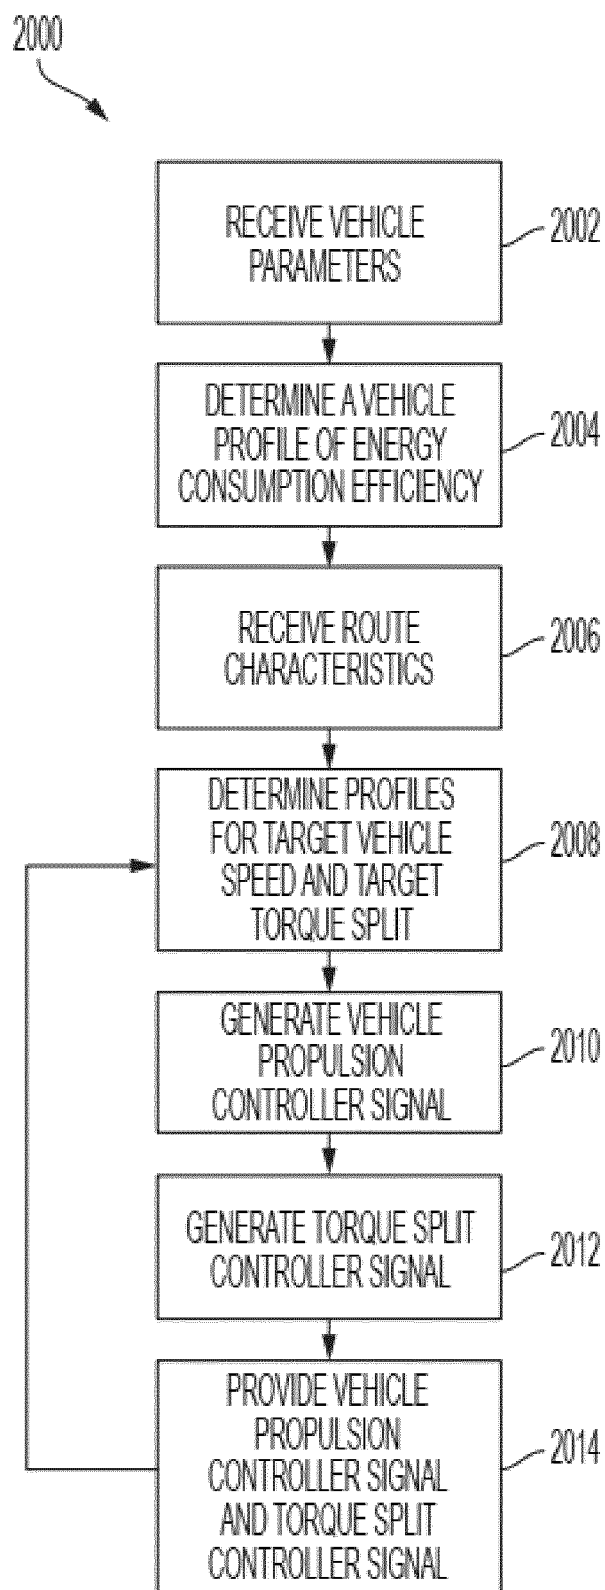 2000
RECEIVE VEHICLE
PARAMETERS
2002
DETERMINE A VEHICLE
PROFILE OF ENERGY
CONSUMPTION EFFICIENCY
2004
RECEIVE ROUTE
CHARACTERISTICS
2006
DETERMINE PROFILES
FOR TARGET VEHICLE
SPEED AND TARGET
TORQUE SPLIT
2008
GENERATE VEHICLE
PROPULSION
CONTROLLER SIGNAL
2010
GENERATE TORQUE SPLIT
CONTROLLER SIGNAL
2012
PROVIDE VEHICLE
PROPULSION
CONTROLLER SIGNAL
AND TORQUE SPLIT
CONTROLLER SIGNAL
2014